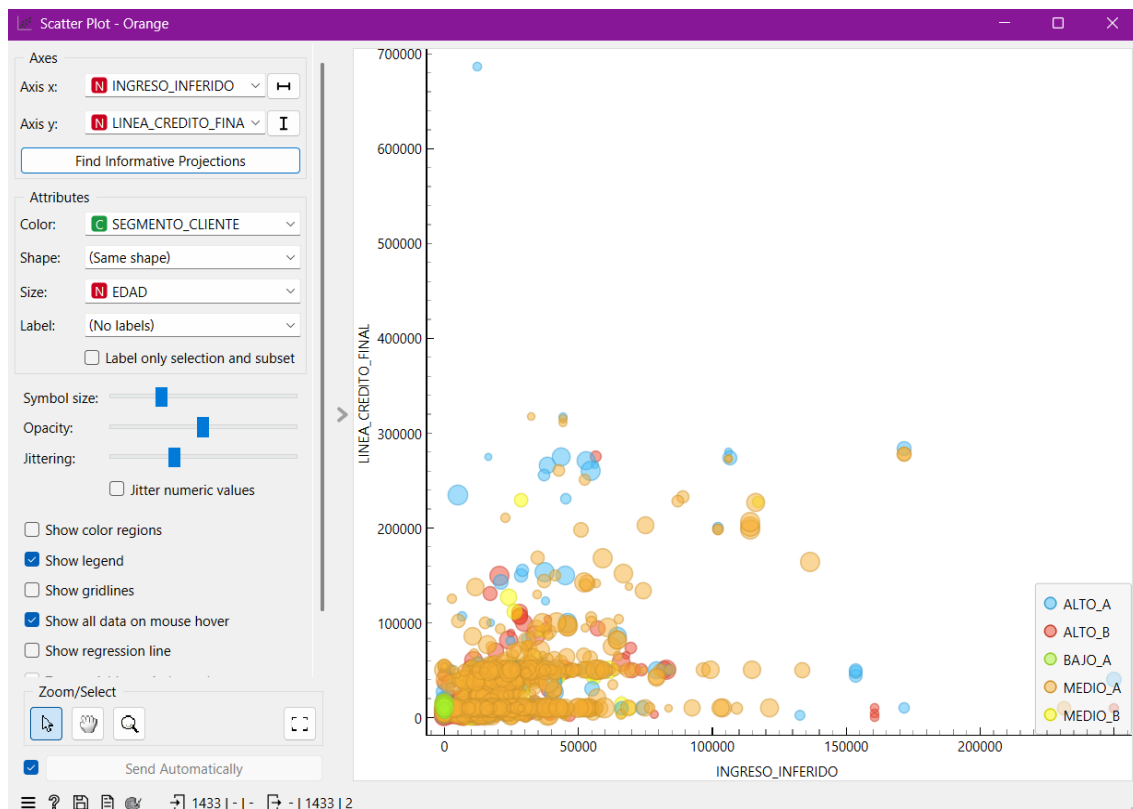 Scatter Plot - Orange
Axes
Axis x: N INGRESO_INFERIDO
Axis y: N LINEA_CREDITO_FINA
Find Informative Projections
Attributes
Color: C SEGMENTO_CLIENTE
Shape: (Same shape)
Size: N EDAD
Label: (No labels)
Label only selection and subset
Symbol size:
Opacity:
Jittering:
Jitter numeric values
Show color regions
Show legend
Show gridlines
Show all data on mouse hover
Show regression line
Zoom/Select
Send Automatically
1433 | - | - - | 1433 | 2
700000
600000
500000
400000
300000
200000
100000
0
LINEA_CREDITO_FINAL
0 50000 100000 150000 200000
INGRESO_INFERIDO
ALTO_A
ALTO_B
BAJO_A
MEDIO_A
MEDIO_B